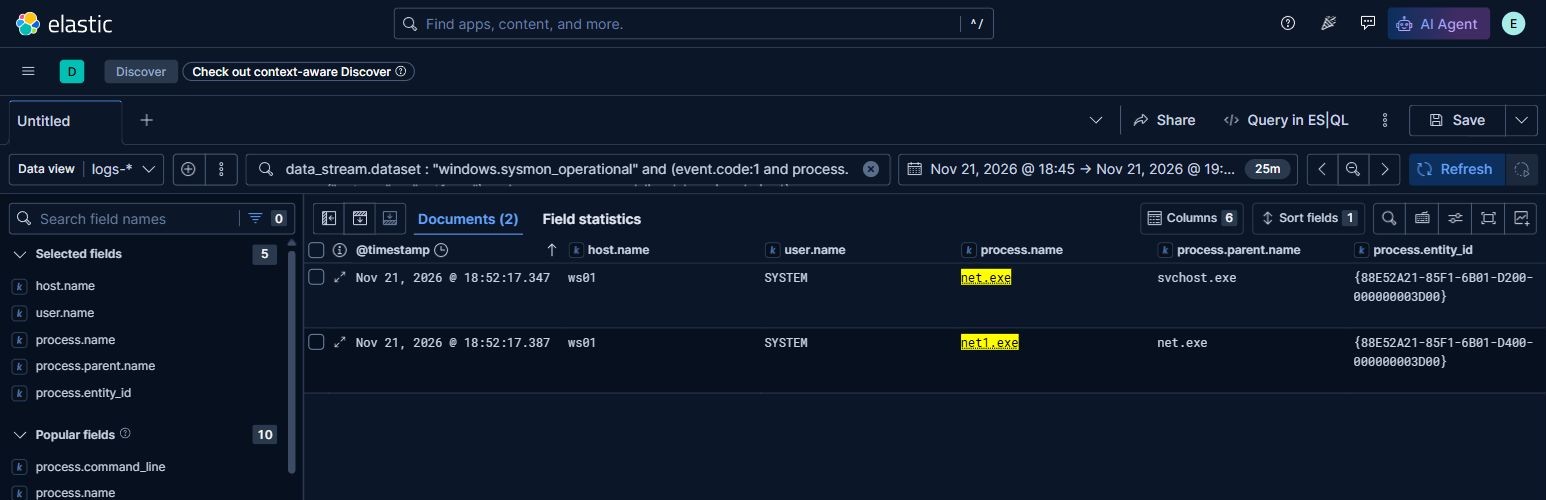 elastic
Find apps, content, and more.
^/
AI Agent
E
D
Discover
Check out context-aware Discover
Untitled
Share
Query in ES|QL
Save
Data view
logs-*
data_stream.dataset : "windows.sysmon_operational" and (event.code:1 and process.
Nov 21, 2026 @ 18:45 → Nov 21, 2026 @ 19:...
25m
Refresh
Search field names
0
Documents (2)
Field statistics
Columns 6
Sort fields 1
Selected fields 5
k host.name
k user.name
k process.name
k process.parent.name
k process.entity_id
Popular fields 10
k process.command_line
k process.name
@timestamp
k host.name
k user.name
k process.name
k process.parent.name
k process.entity_id
Nov 21, 2026 @ 18:52:17.347 ws01 SYSTEM net.exe svchost.exe {88E52A21-85F1-6B01-D200-
000000003D00}
Nov 21, 2026 @ 18:52:17.387 ws01 SYSTEM net1.exe net.exe {88E52A21-85F1-6B01-D400-
000000003D00}